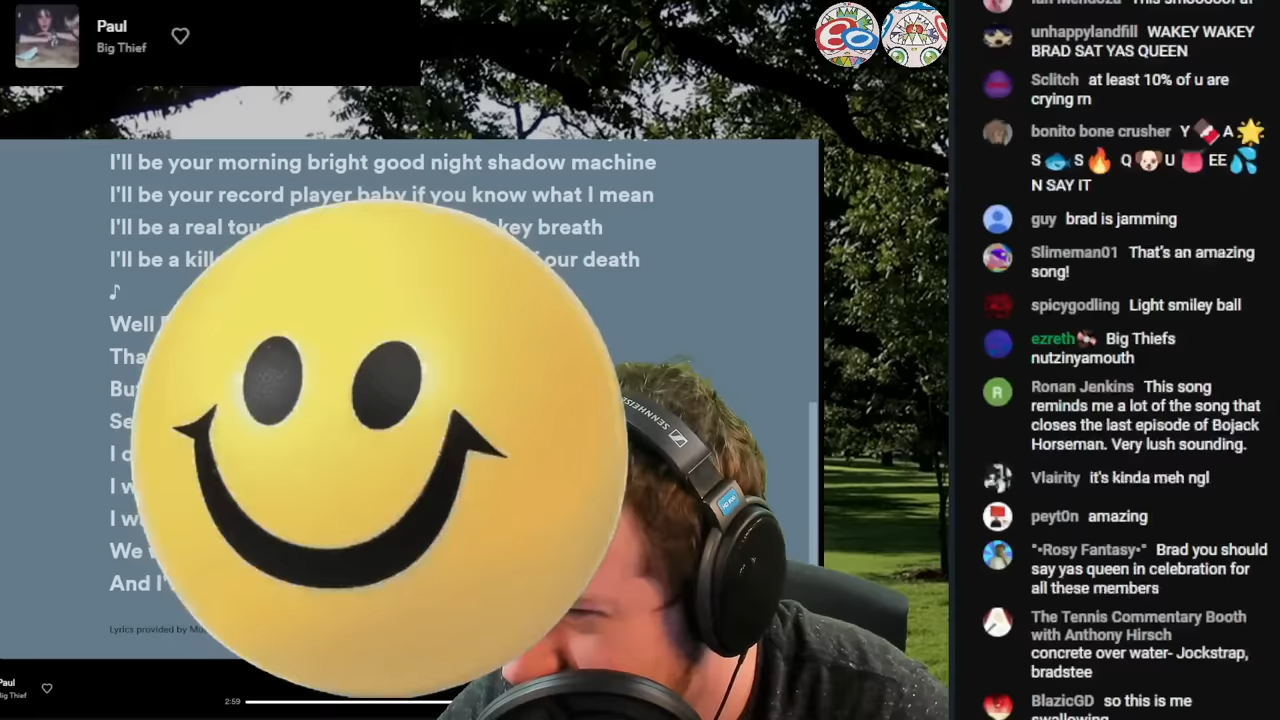 Paul
Big Thief
I'll be your morning bright good night shadow machine
I'll be your record player baby if you know what I mean
I'll be a real tou key breath
I'll be a kill our death
♪
Well
Tha
Bu
Se
I
I w
I w
We
And I'
Lyrics provided by Mu
Paul
Big Thief
2:59
SENNHEISER
unhappylandfill WAKEY WAKEY
BRAD SAT YAS QUEEN
Sclitch at least 10% of u are
crying rn
bonito bone crusher Y 🍫 A 🌟
S 🐟 S 🔥 Q 🐶 U 👅 EE 💦
N SAY IT
guy brad is jamming
Slimeman01 That's an amazing
song!
spicygodling Light smiley ball
ezreth Big Thiefs
nutzinyamouth
R
Ronan Jenkins This song
reminds me a lot of the song that
closes the last episode of Bojack
Horseman. Very lush sounding.
Vlairity it's kinda meh ngl
peyt0n amazing
"•Rosy Fantasy•" Brad you should
say yas queen in celebration for
all these members
The Tennis Commentary Booth
with Anthony Hirsch
concrete over water- Jockstrap,
bradstee
BlazicGD so this is me
swallowing